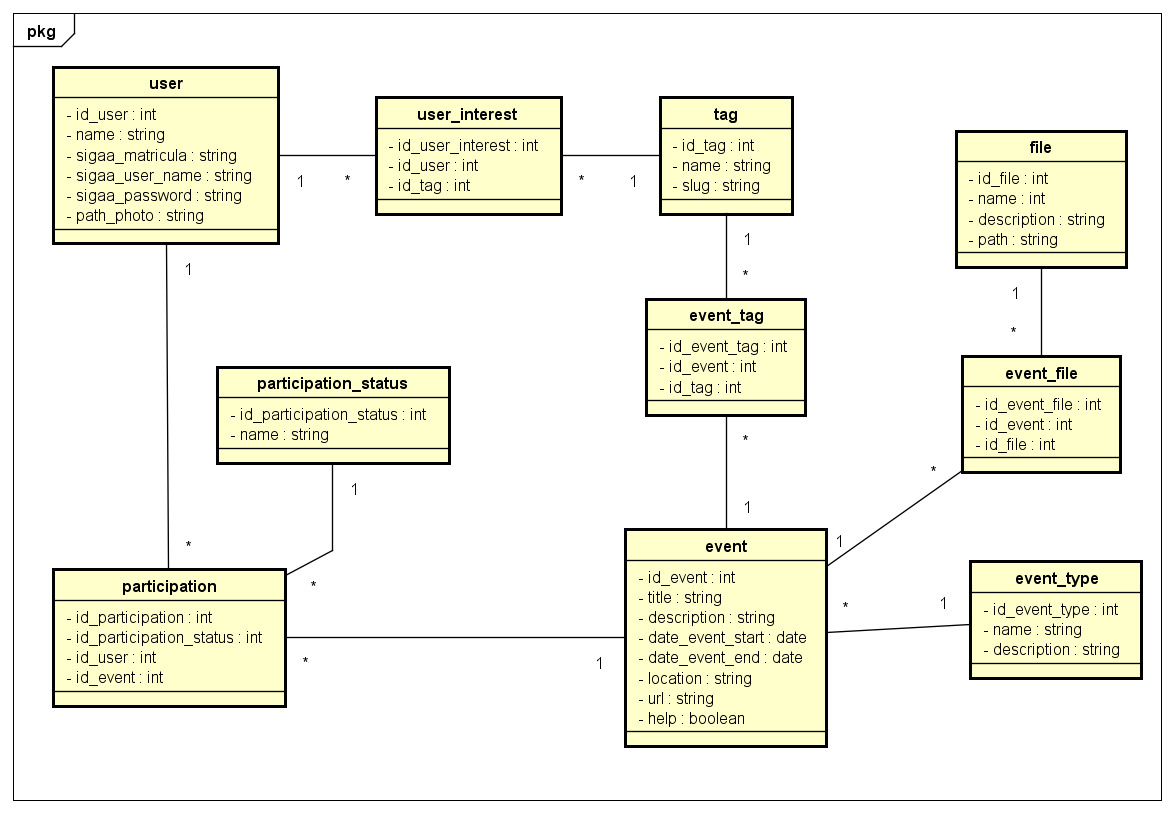 pkg
user
- id_user : int
- name : string
- sigaa_matricula : string
- sigaa_user_name : string
- sigaa_password : string
- path_photo : string
1
*
user_interest
- id_user_interest : int
- id_user : int
- id_tag : int
*
1
tag
- id_tag : int
- name : string
- slug : string
file
- id_file : int
- name : int
- description : string
- path : string
1
1
*
1
*
event_tag
- id_event_tag : int
- id_event : int
- id_tag : int
*
1
event_file
- id_event_file : int
- id_event : int
- id_file : int
*
1
participation_status
- id_participation_status : int
- name : string
1
*
*
participation
- id_participation : int
- id_participation_status : int
- id_user : int
- id_event : int
*
1
event
- id_event : int
- title : string
- description : string
- date_event_start : date
- date_event_end : date
- location : string
- url : string
- help : boolean
*
1
event_type
- id_event_type : int
- name : string
- description : string